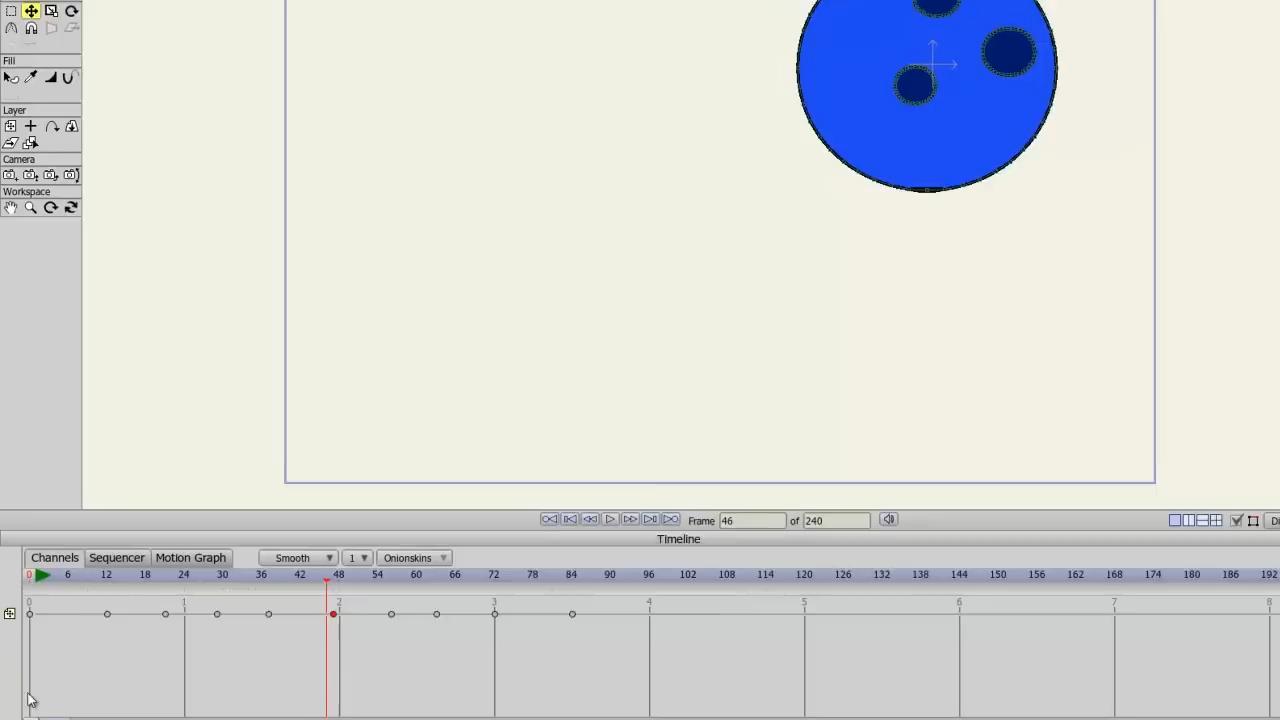 Fill
Layer
Camera
Workspace
Frame 46 of 240
Timeline
Channels Sequencer Motion Graph Smooth 1 Onionskins
0 6 12 18 24 30 36 42 48 54 60 66 72 78 84 90 96 102 108 114 120 126 132 138 144 150 156 162 168 174 180 186 192
0 1 2 3 4 5 6 7 8